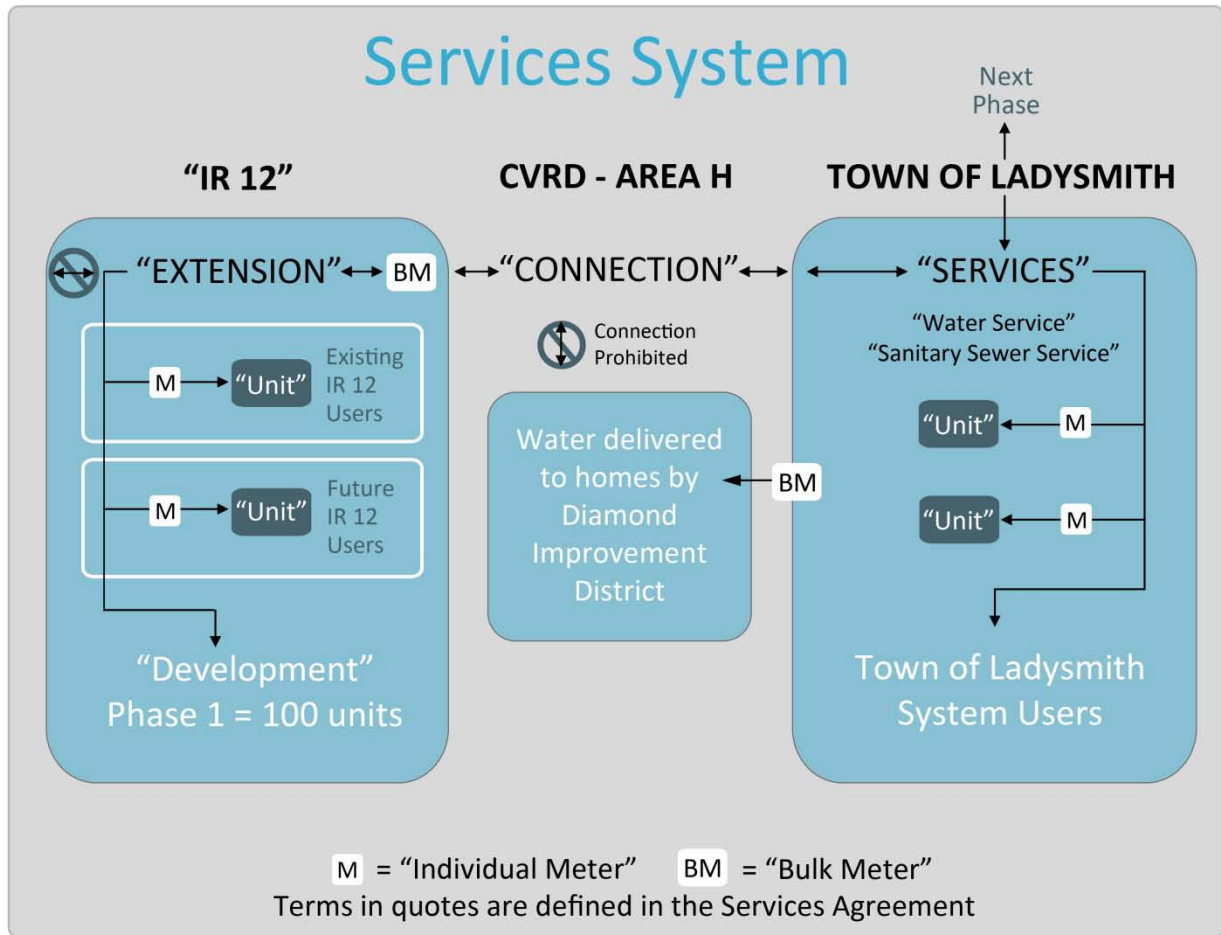 Services System
Next
Phase
“IR 12”
CVRD - AREA H
TOWN OF LADYSMITH
“EXTENSION”
BM
“CONNECTION”
“SERVICES”
“Water Service”
“Sanitary Sewer Service”
Connection
Prohibited
M
“Unit”
Existing
IR 12
Users
M
“Unit”
Future
IR 12
Users
“Development”
Phase 1 = 100 units
Water delivered
to homes by
Diamond
Improvement
District
BM
“Unit”
M
“Unit”
M
Town of Ladysmith
System Users
M = “Individual Meter” BM = “Bulk Meter”
Terms in quotes are defined in the Services Agreement